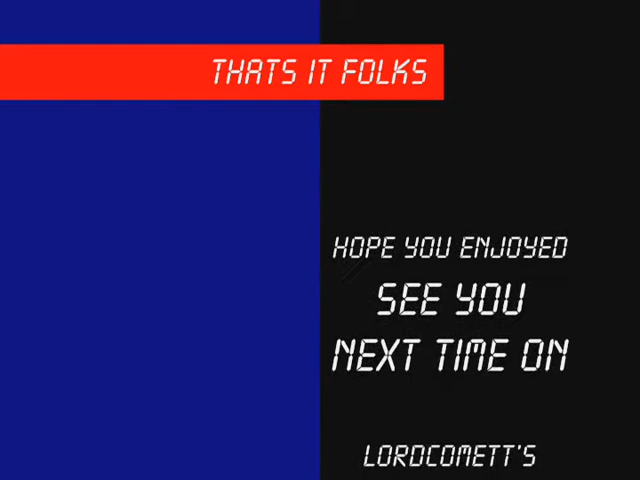 THATS IT FOLKS
HOPE YOU ENJOYED
SEE YOU
NEXT TIME ON
LORDCOMETT'S